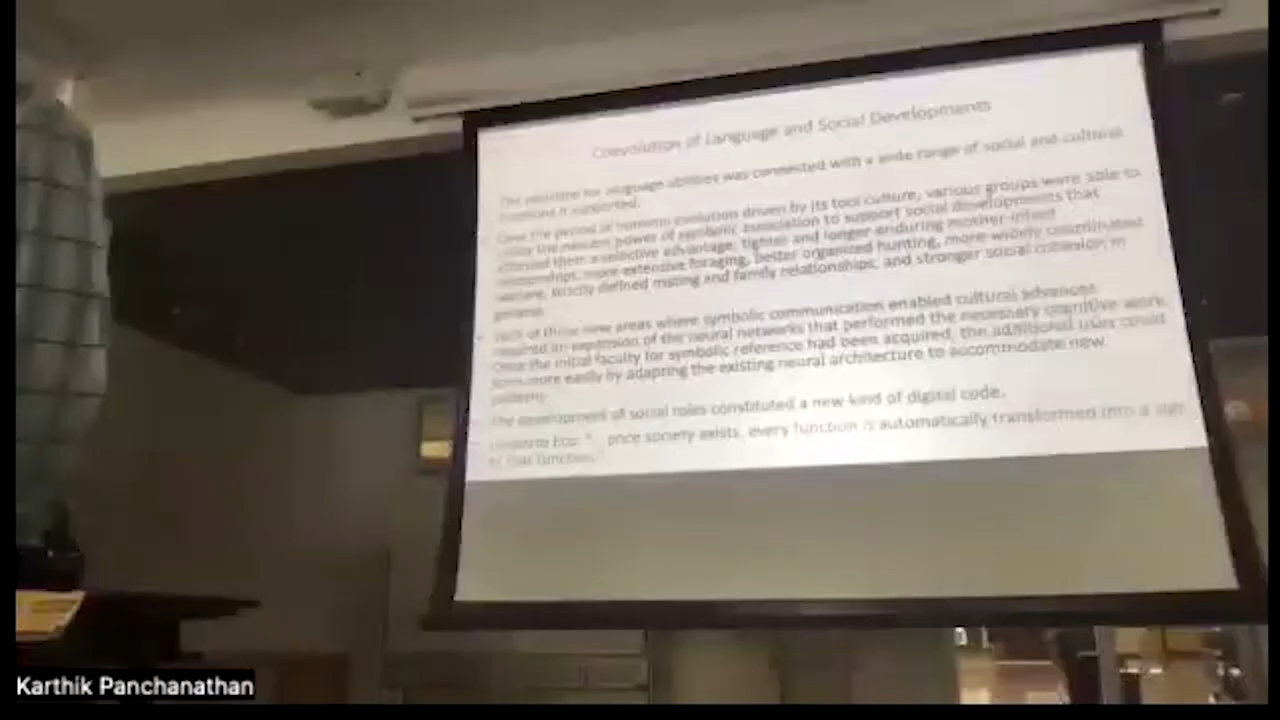 Coevolution of Language and Social Developments
The selection for language abilities was connected with a wide range of social and cultural
functions it supported.
Over the period of hominin evolution driven by its tool culture, various groups were able to
the nascent power of symbolic association to support social developments that
afforded them a selective advantage: tighter and longer enduring mother-infant
relationships, more extensive foraging, better organized hunting, more widely coordinated
warfare, strictly defined mating and family relationships, and stronger social cohesion in
general.
Each of these new areas where symbolic communication enabled cultural advances
required an expansion of the neural networks that performed the necessary cognitive work.
Once the initial faculty for symbolic reference had been acquired, the additional uses could
form more easily by adapting the existing neural architecture to accommodate new
patterns.
The development of social roles constituted a new kind of digital code.
Umberto Eco: " once society exists, every function is automatically transformed into a sign
of that function."
Karthik Panchanathan